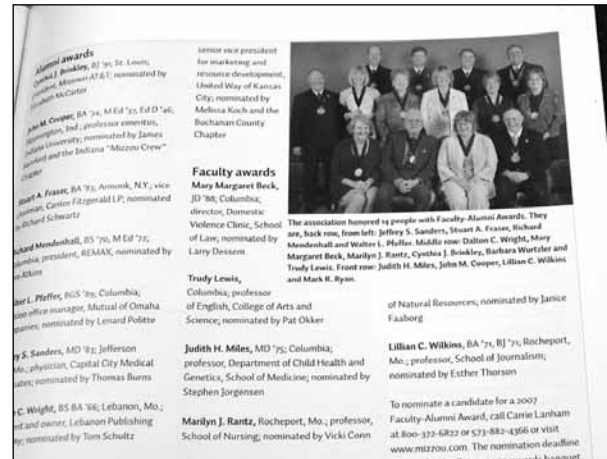 Alumni awards
Cynthia J. Brinkley, BJ '91, St. Louis,
president, Missouri-AT&T; nominated by
Elizabeth McCarter
John M. Cooper, BA '74, M Ed '77, Ed D '46,
Bloomington, Ind.; professor emeritus,
Indiana University; nominated by James
and the Indiana "Mizzou Crew"
Chapter
Stuart A. Fraser, BA '83, Armonk, N.Y.; vice
chairman, Cantor Fitzgerald LP; nominated
by Richard Schwartz
Richard Mendenhall, BS '70, M Ed '72;
Columbia; president, REMAX; nominated by
Atkins
L. Pfeffer, BGS '89; Columbia;
office manager, Mutual of Omaha
nominated by Lenard Politte
S. Sanders, MD '83; Jefferson
Mo., physician, Capital City Medical
nominated by Thomas Burns
C. Wright, BS BA '66; Lebanon, Mo.;
and owner, Lebanon Publishing
nominated by Tom Schultz
senior vice president
for marketing and
resource development,
United Way of Kansas
City; nominated by
Melissa Koch and the
Buchanan County
Chapter
Faculty awards
Mary Margaret Beck,
JD '88; Columbia;
director, Domestic
Violence Clinic, School
of Law; nominated by
Larry Dessem
Trudy Lewis,
Columbia; professor
of English, College of Arts and
Science; nominated by Pat Okker
Judith H. Miles, MD '75; Columbia;
professor, Department of Child Health and
Genetics, School of Medicine; nominated by
Stephen Jorgensen
Marilyn J. Rantz, Rocheport, Mo.; professor,
School of Nursing; nominated by Vicki Conn
The association honored 14 people with Faculty-Alumni Awards. They
are, back row, from left: Jeffrey S. Sanders, Stuart A. Fraser, Richard
Mendenhall and Walter L. Pfeffer. Middle row: Dalton C. Wright, Mary
Margaret Beck, Marilyn J. Rantz, Cynthia J. Brinkley, Barbara Wurtzler and
Trudy Lewis. Front row: Judith H. Miles, John M. Cooper, Lillian C. Wilkins
and Mark R. Ryan.
of Natural Resources; nominated by Janice
Faaborg
Lillian C. Wilkins, BA '71, BJ '71, Rocheport,
Mo.; professor, School of Journalism;
nominated by Esther Thorson
To nominate a candidate for a 2007
Faculty-Alumni Award, call Carrie Lanham
at 800-372-6822 or 573-882-4366 or visit
www.mizzou.com. The nomination deadline
banquet